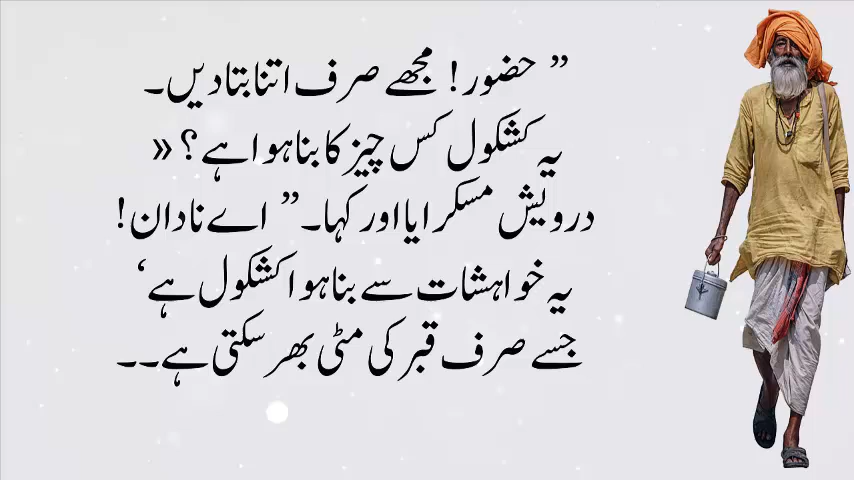 ” حضور! مجھے صرف اتنا بتا دیں۔
یہ کشکول کس چیز کا بنا ہوا ہے؟ »
درویش مسکرایا اور کہا۔ ” اے نادان!
یہ خواہشات سے بنا ہوا کشکول ہے‘
جسے صرف قبر کی مٹی بھر سکتی ہے۔۔